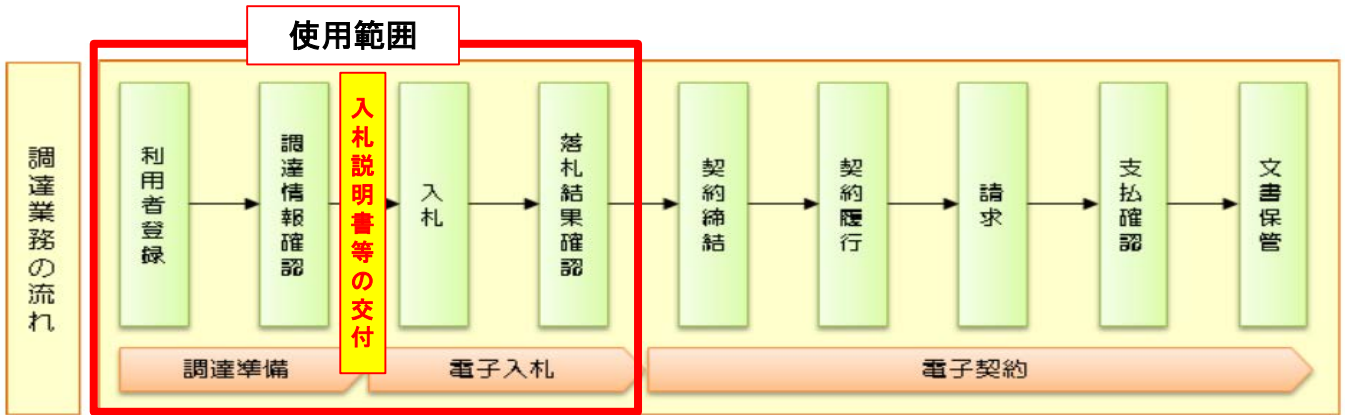 使用範囲
調達業務の流れ
利用者登録
調達情報確認
入札説明書等の交付
入札
落札結果確認
契約締結
契約履行
請求
支払確認
文書保管
調達準備
電子入札
電子契約